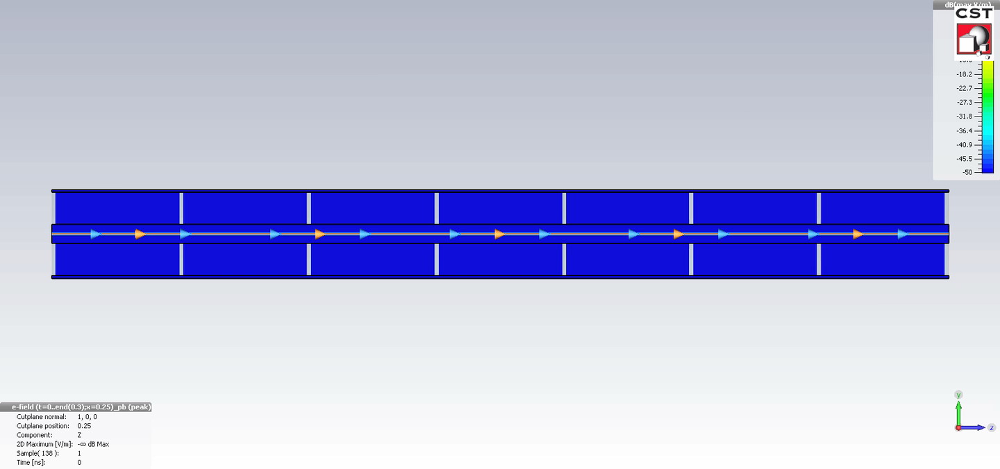 dB(max V/m)
CST
-18.2
-22.7
-27.3
-31.8
-36.4
-40.9
-45.5
-50
y
z
e-field (t=0..end(0.3);x=0.25)_pb (peak)
Cutplane normal: 1, 0, 0
Cutplane position: 0.25
Component: Z
2D Maximum [V/m]: -∞ dB Max
Sample( 138 ): 1
Time [ns]: 0